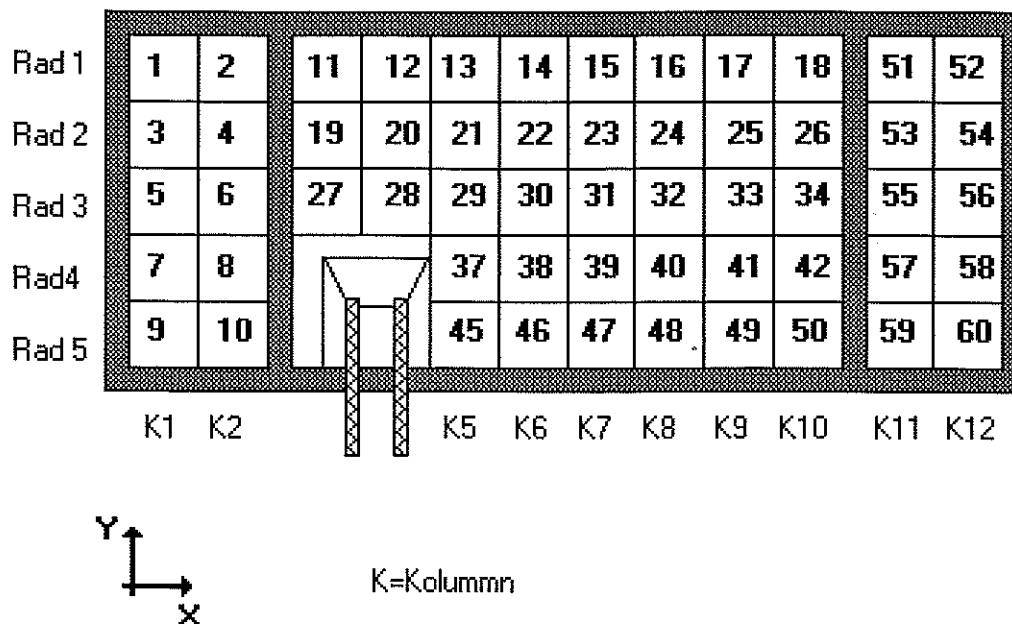 Rad 1 1 2 11 12 13 14 15 16 17 18 51 52
Rad 2 3 4 19 20 21 22 23 24 25 26 53 54
Rad 3 5 6 27 28 29 30 31 32 33 34 55 56
Rad4 7 8 37 38 39 40 41 42 57 58
Rad 5 9 10 45 46 47 48 49 50 59 60
K1 K2 K5 K6 K7 K8 K9 K10 K11 K12
Y
K=Kolummn
X